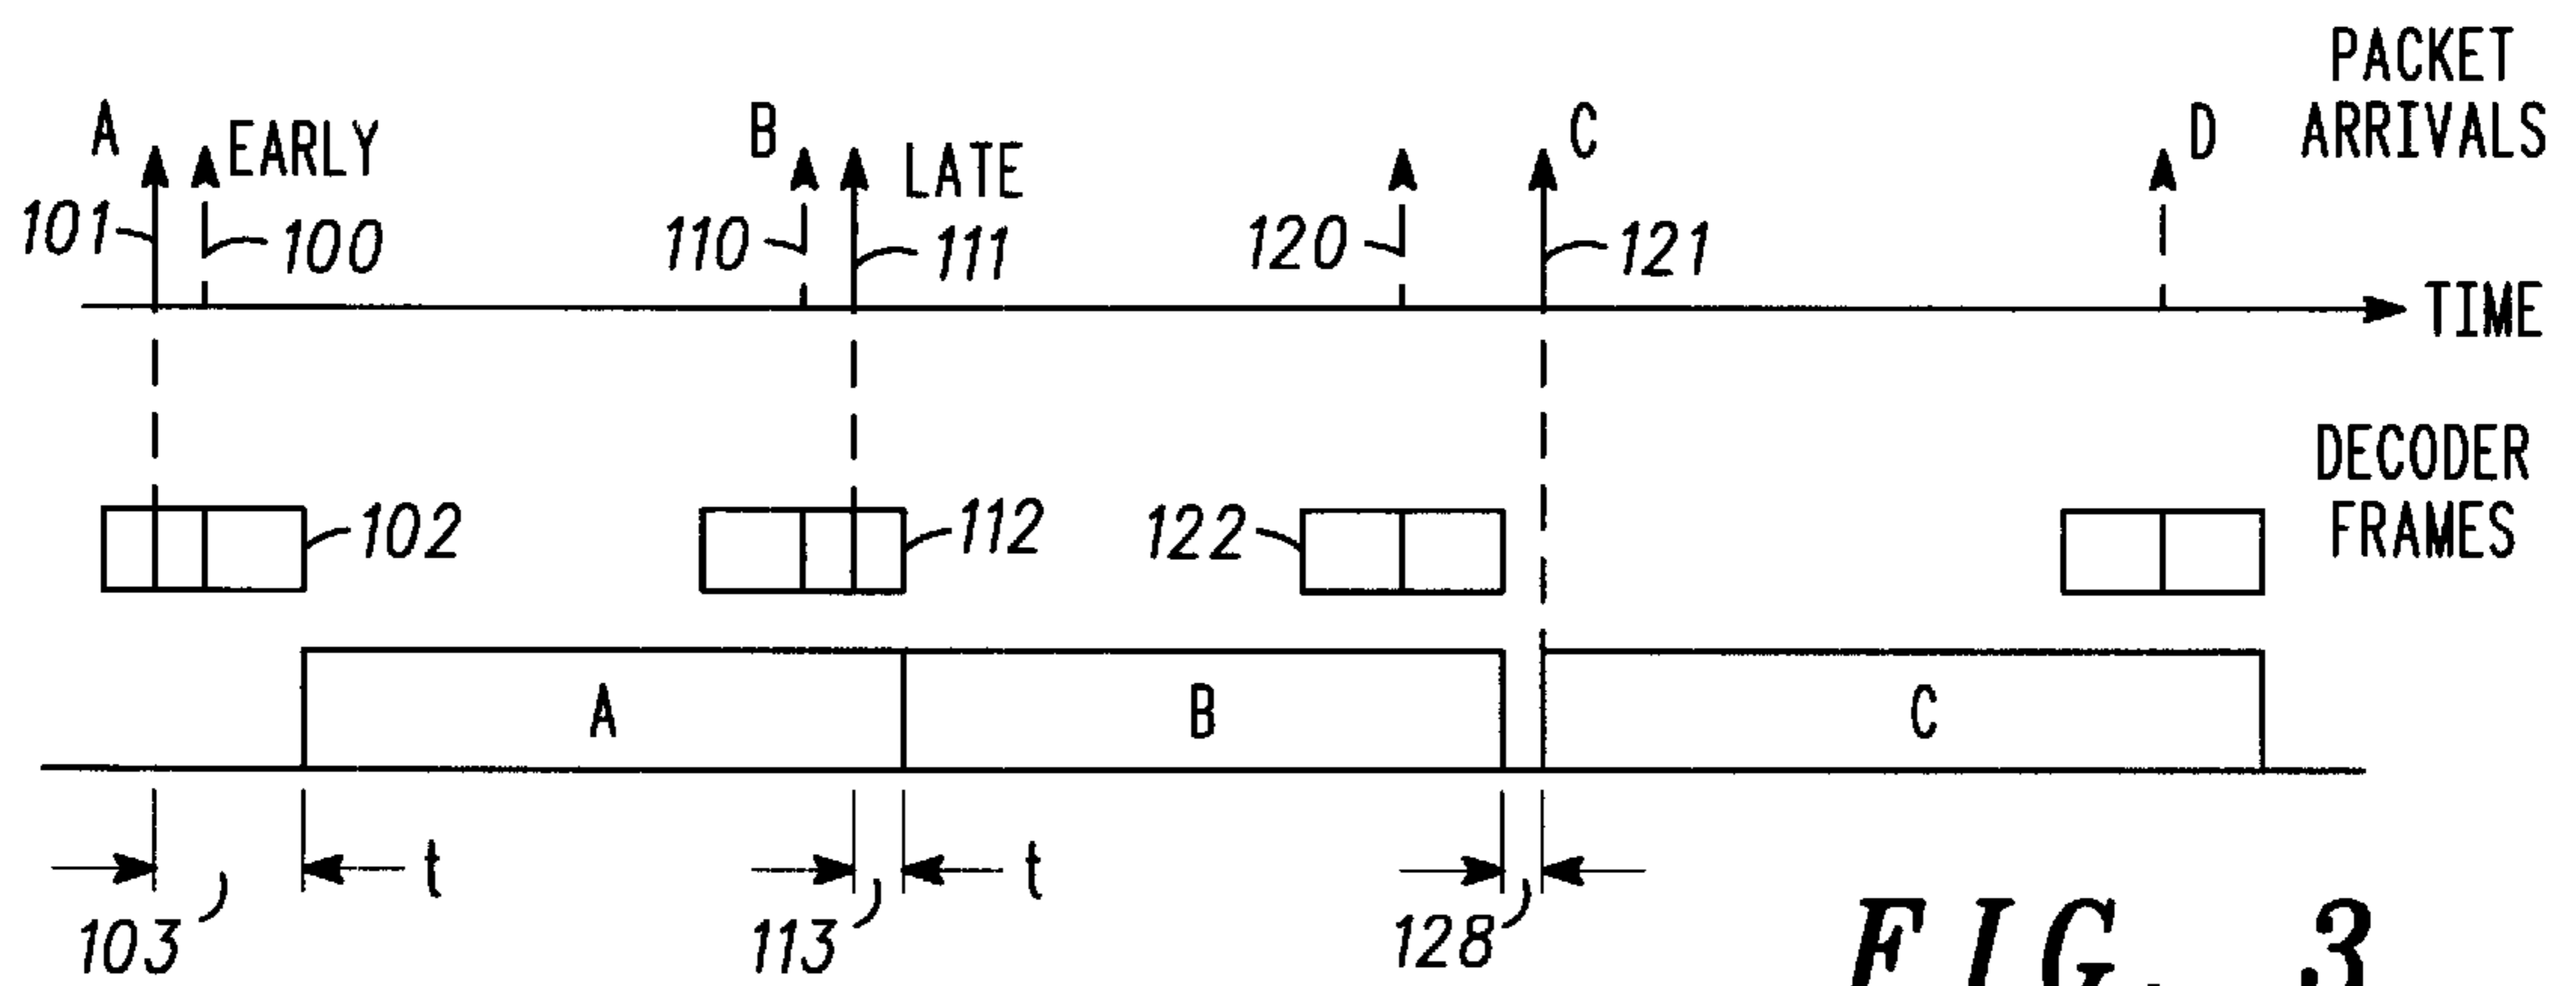 PACKET
ARRIVALS
A
EARLY
B
LATE
C
D
101
100
110
111
120
121
TIME
DECODER
FRAMES
102
112
122
A
B
C
t
t
103
113
128
FIG. 3